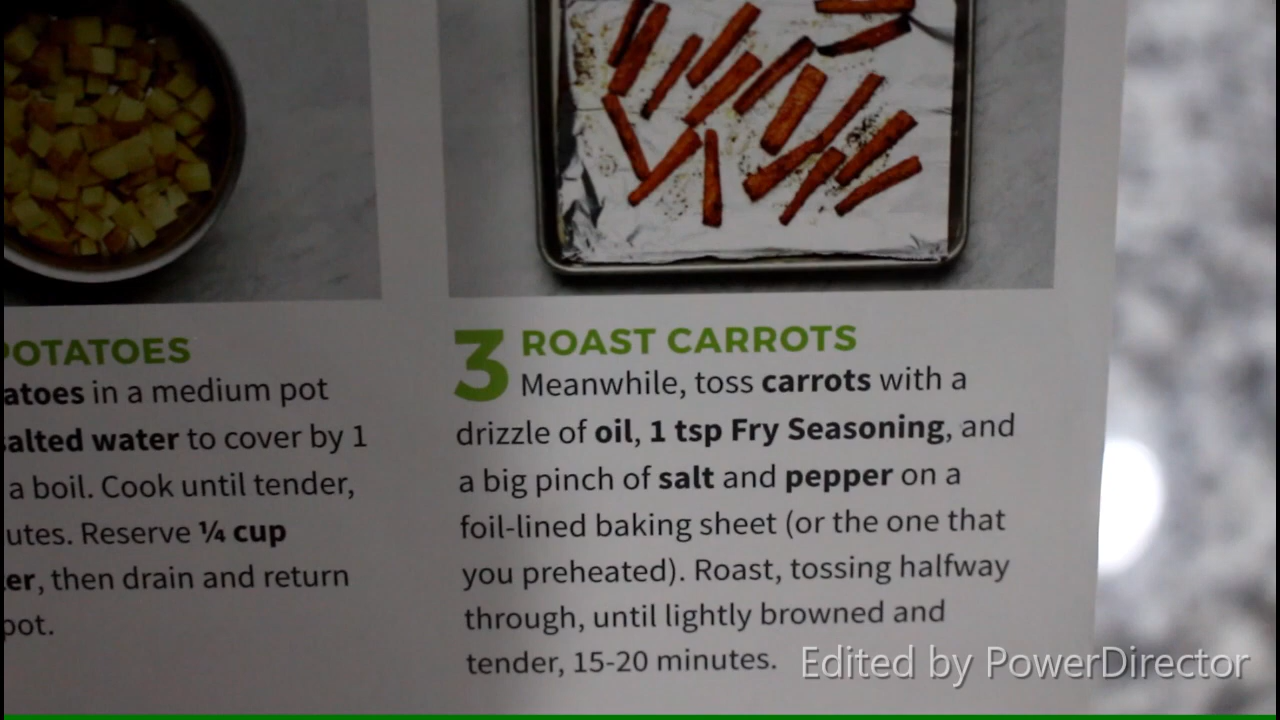 POTATOES
atoes in a medium pot
salted water to cover by 1
a boil. Cook until tender,
utes. Reserve ¼ cup
er, then drain and return
pot.
3 ROAST CARROTS
Meanwhile, toss carrots with a
drizzle of oil, 1 tsp Fry Seasoning, and
a big pinch of salt and pepper on a
foil-lined baking sheet (or the one that
you preheated). Roast, tossing halfway
through, until lightly browned and
tender, 15-20 minutes.
Edited by PowerDirector